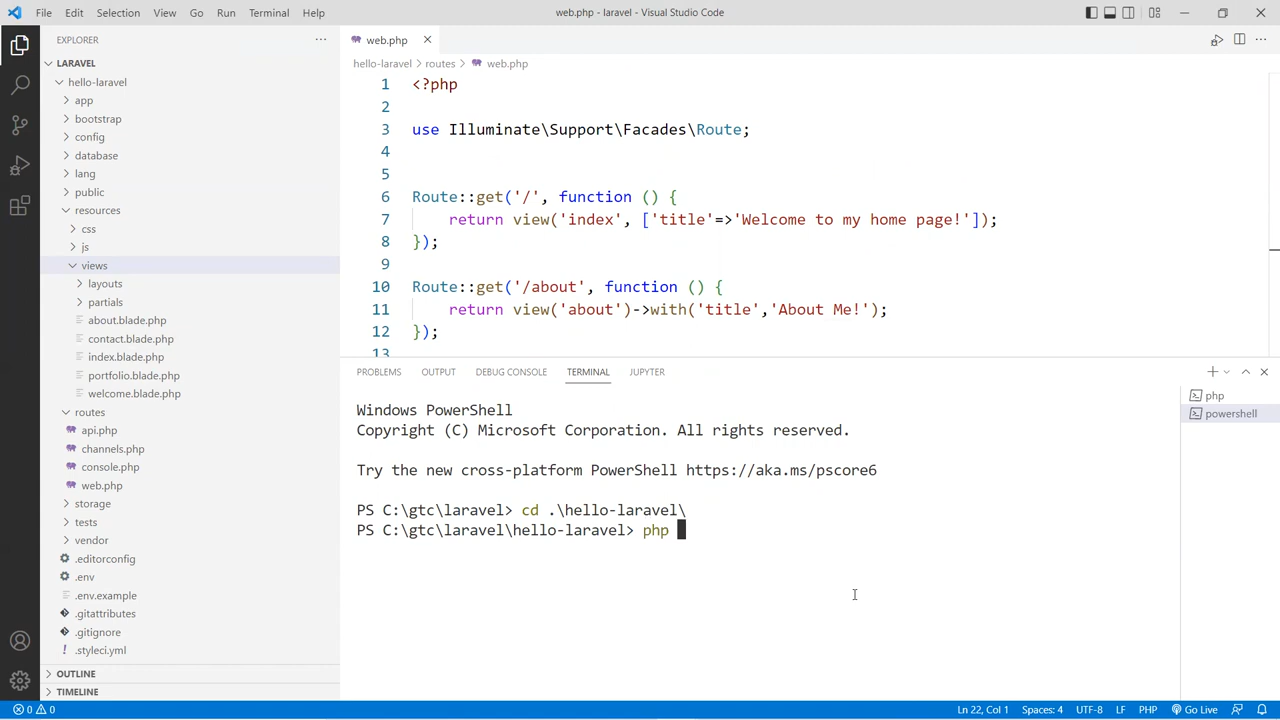 File Edit Selection View Go Run Terminal Help
web.php - laravel - Visual Studio Code
EXPLORER
LARAVEL
hello-laravel
app
bootstrap
config
database
lang
public
resources
css
js
views
layouts
partials
about.blade.php
contact.blade.php
index.blade.php
portfolio.blade.php
welcome.blade.php
routes
api.php
channels.php
console.php
web.php
storage
tests
vendor
.editorconfig
.env
.env.example
.gitattributes
.gitignore
.styleci.yml
OUTLINE
TIMELINE
web.php
hello-laravel > routes > web.php
1 <?php
2
3 use Illuminate\Support\Facades\Route;
4
5
6 Route::get('/', function () {
7     return view('index', ['title'=>'Welcome to my home page!']);
8 });
9
10 Route::get('/about', function () {
11     return view('about')->with('title','About Me!');
12 });
13
PROBLEMS OUTPUT DEBUG CONSOLE TERMINAL JUPYTER
php
powershell
Windows PowerShell
Copyright (C) Microsoft Corporation. All rights reserved.
Try the new cross-platform PowerShell https://aka.ms/pscore6
PS C:\gtc\laravel> cd .\hello-laravel\
PS C:\gtc\laravel\hello-laravel> php
0 0 Ln 22, Col 1 Spaces: 4 UTF-8 LF PHP Go Live